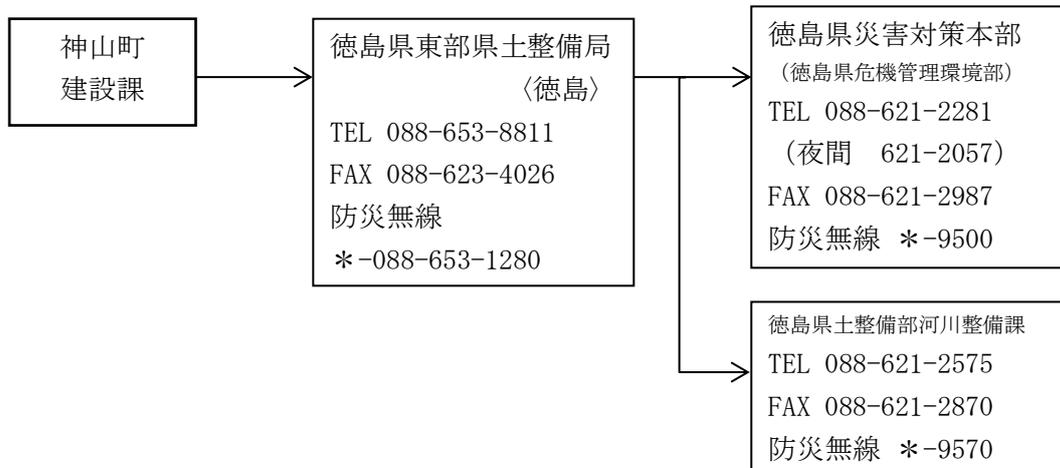 神山町
建設課
徳島県東部県土整備局
〈徳島〉
TEL 088-653-8811
FAX 088-623-4026
防災無線
＊-088-653-1280
徳島県災害対策本部
（徳島県危機管理環境部）
TEL 088-621-2281
（夜間　621-2057）
FAX 088-621-2987
防災無線 ＊-9500
徳島県土整備部河川整備課
TEL 088-621-2575
FAX 088-621-2870
防災無線 ＊-9570